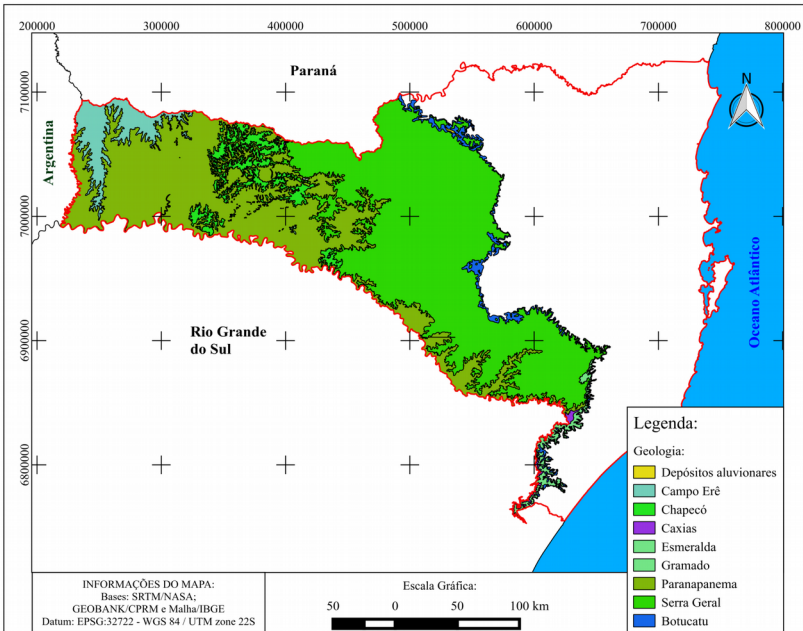 200000 300000 400000 500000 600000 700000 800000
Paraná
N
7100000
Argentina
7000000
Oceano Atlântico
Rio Grande
do Sul
6900000
6800000
Legenda:
Geologia:
Depósitos aluvionares
Campo Erê
Chapecó
Caxias
Esmeralda
Gramado
Paranapanema
Serra Geral
Botucatu
INFORMAÇÕES DO MAPA:
Bases: SRTM/NASA;
GEOBANK/CPRM e Malha/IBGE
Datum: EPSG:32722 - WGS 84 / UTM zone 22S
Escala Gráfica:
50 0 50 100 km